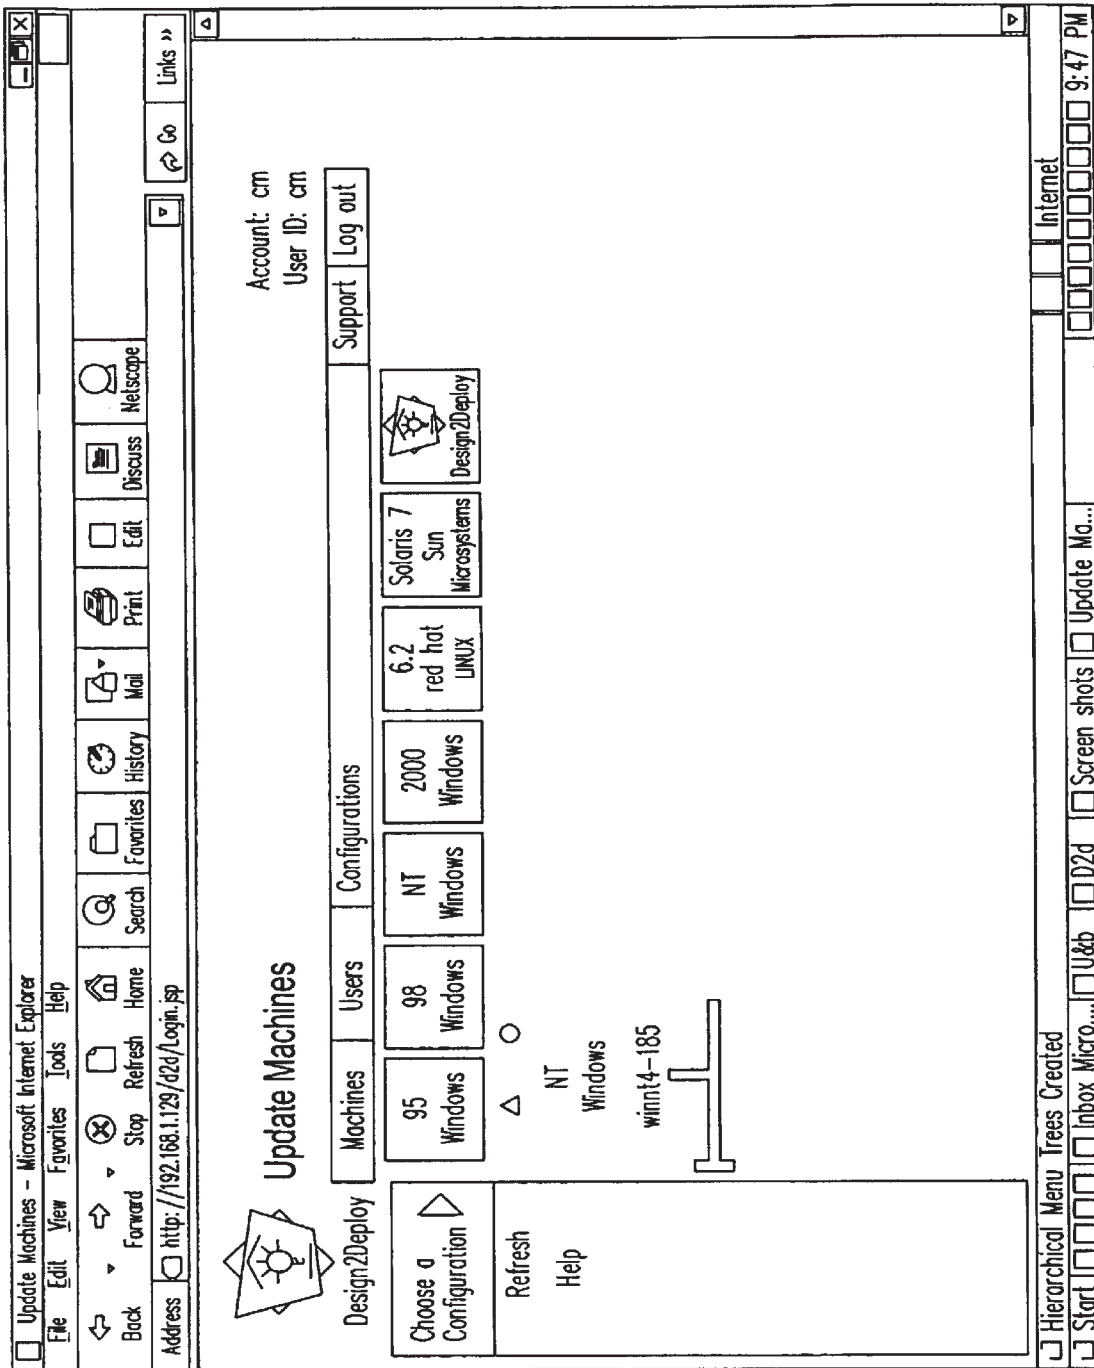 Update Machines – Microsoft Internet Explorer
File Edit View Favorites Tools Help
Back Forward Stop Refresh Home Search Favorites History Mail Print Edit Discuss Netscape
Address http://192.168.1.129/d2d/Login.jsp Go Links »
Design2Deploy
Update Machines
Account: cm
User ID: cm
Machines Users Configurations Support Log out
Choose a
Configuration
Refresh
Help
95
Windows
98
Windows
NT
Windows
2000
Windows
6.2
red hat
LINUX
Solaris 7
Sun
Microsystems
Design2Deploy
NT
Windows
winnt4-185
Hierarchical Menu Trees Created Internet
Start Inbox Micro... U&b D2d Screen shots Update Ma... 9:47 PM